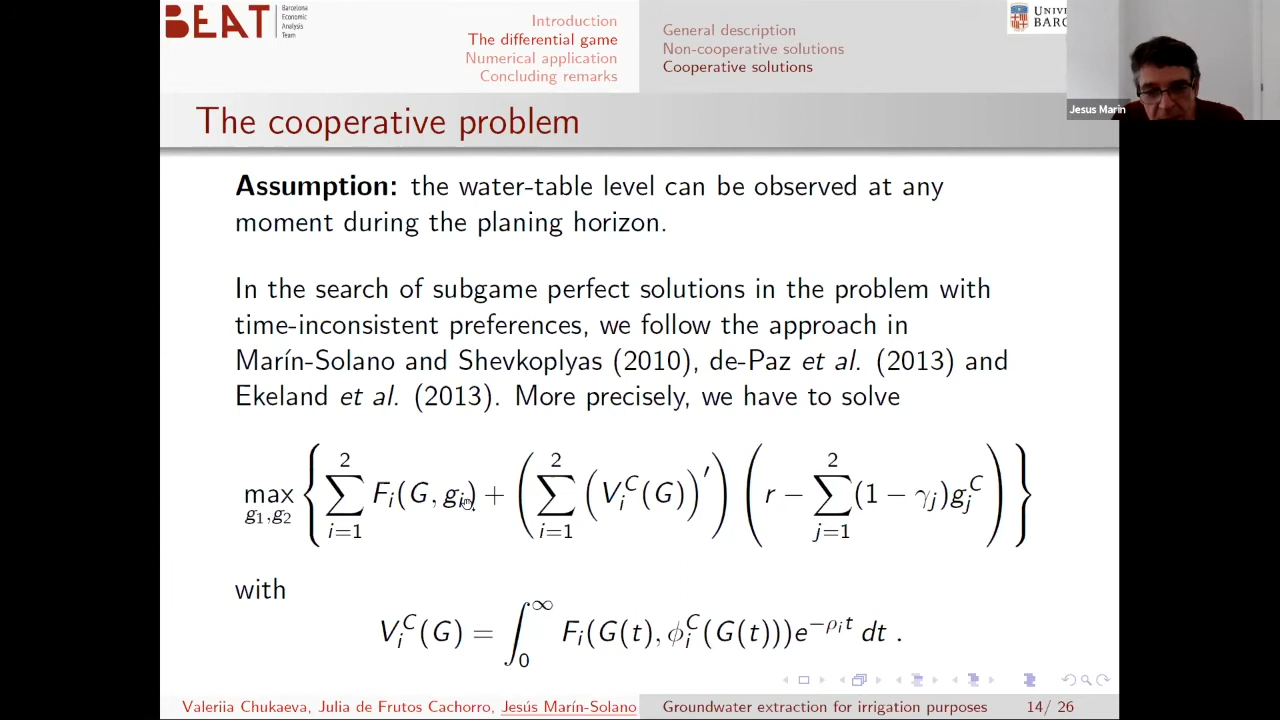 BEAT
Barcelona
Economic
Analysis
Team
Introduction
The differential game
Numerical application
Concluding remarks
General description
Non-cooperative solutions
Cooperative solutions
Jesus Marin
The cooperative problem
Assumption: the water-table level can be observed at any
moment during the planing horizon.
In the search of subgame perfect solutions in the problem with
time-inconsistent preferences, we follow the approach in
Marín-Solano and Shevkoplyas (2010), de-Paz et al. (2013) and
Ekeland et al. (2013). More precisely, we have to solve
max_{g_1,g_2} { ∑_{i=1}^{2} F_i(G, g_i) + ( ∑_{i=1}^{2} ( V_i^C(G) )′ ) ( r − ∑_{j=1}^{2} (1 − γ_j) g_j^C ) }
with
V_i^C(G) = ∫_0^∞ F_i(G(t), ϕ_i^C(G(t))) e^{−ρ_i t} dt .
Valeriia Chukaeva, Julia de Frutos Cachorro, Jesús Marín-Solano
Groundwater extraction for irrigation purposes
14/ 26